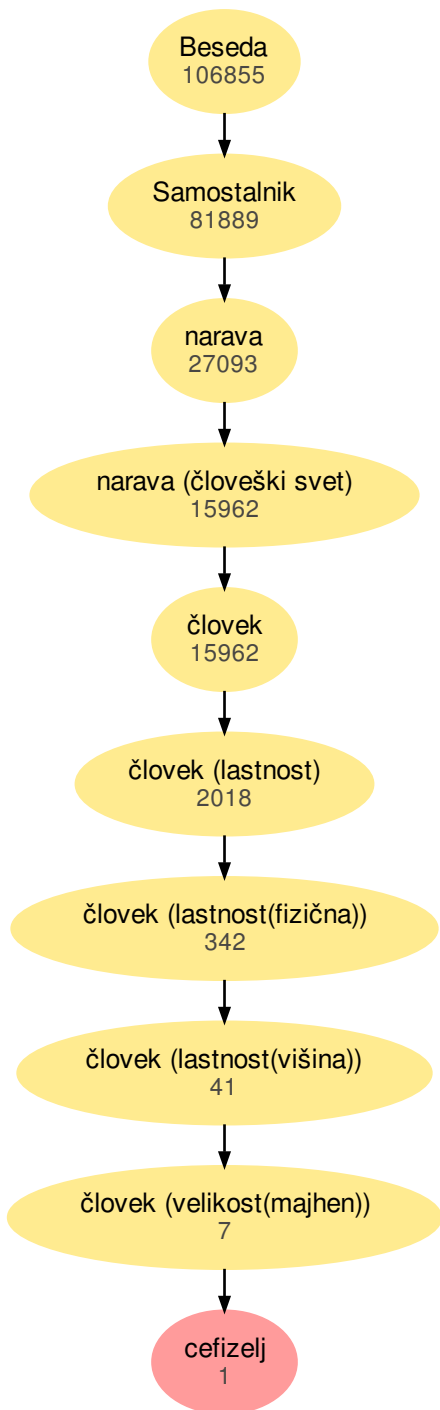 Beseda
106855
Samostalnik
81889
narava
27093
narava (človeški svet)
15962
človek
15962
človek (lastnost)
2018
človek (lastnost(fizična))
342
človek (lastnost(višina))
41
človek (velikost(majhen))
7
cefizelj
1